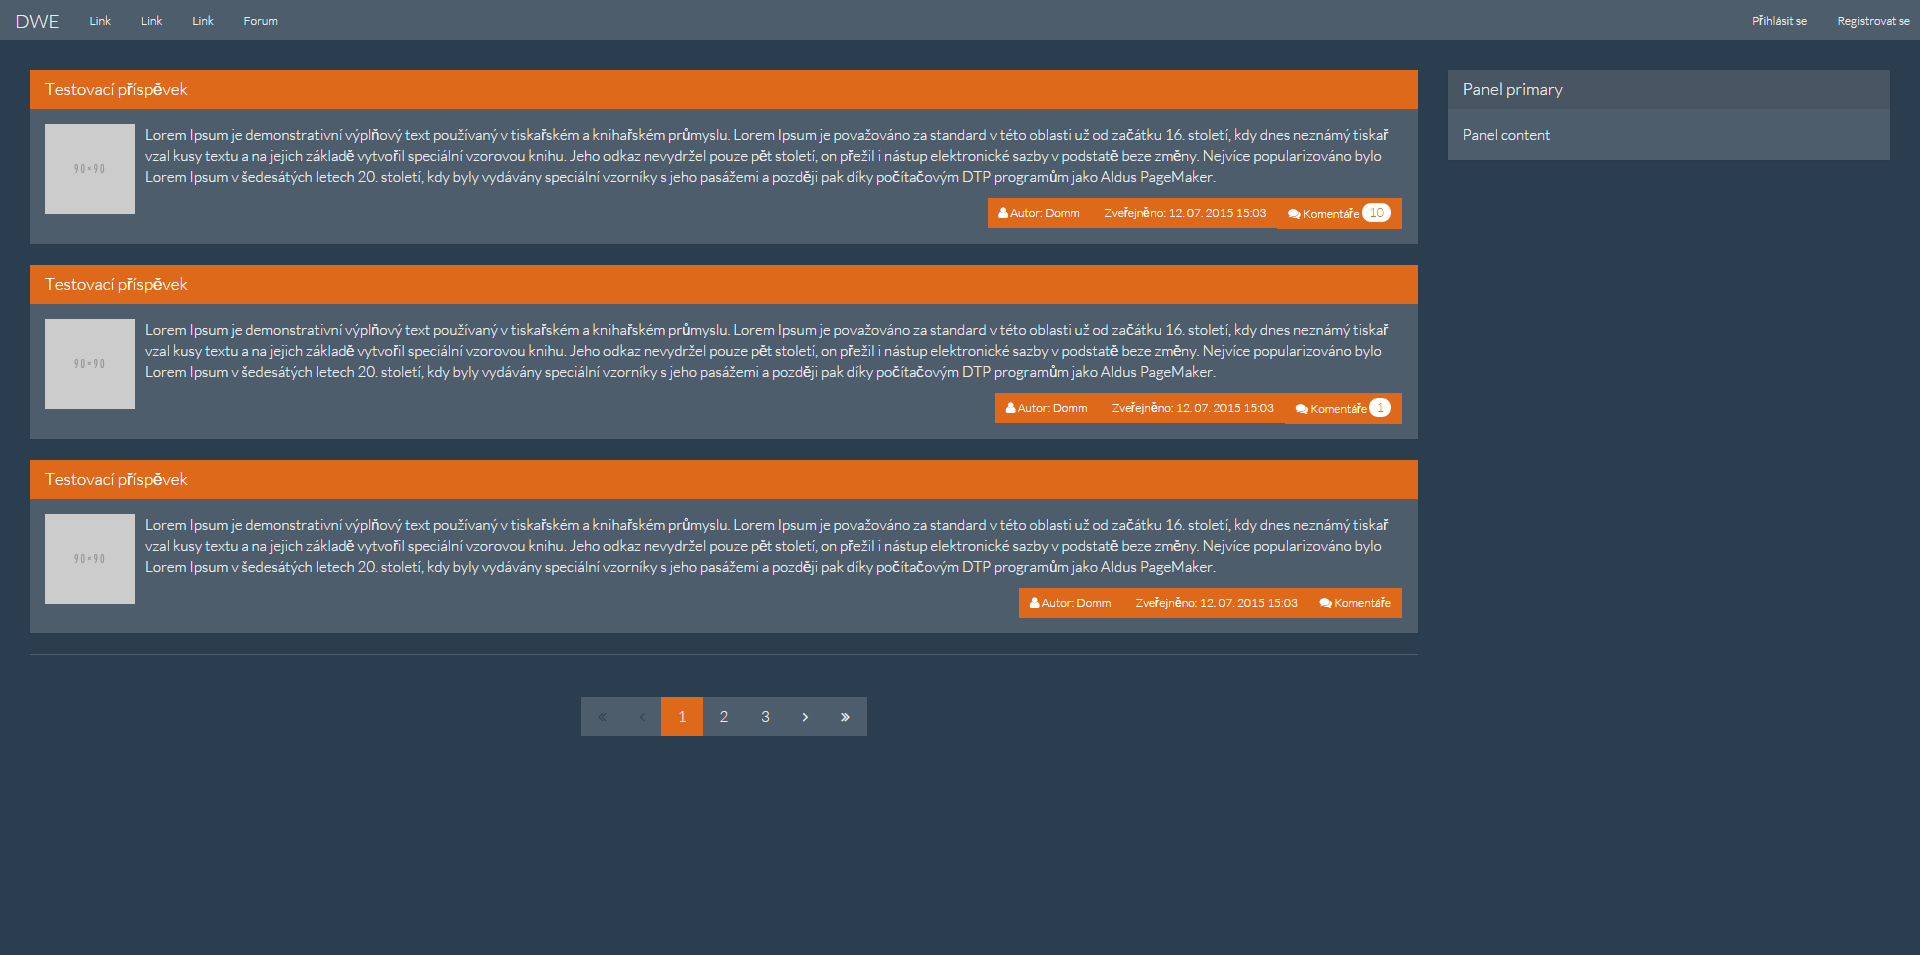 DWE Link Link Link Forum Přihlásit se Registrovat se
Testovací příspěvek
90×90
Lorem Ipsum je demonstrativní výplňový text používaný v tiskařském a knihařském průmyslu. Lorem Ipsum je považováno za standard v této oblasti už od začátku 16. století, kdy dnes neznámý tiskař
vzal kusy textu a na jejich základě vytvořil speciální vzorovou knihu. Jeho odkaz nevydržel pouze pět století, on přežil i nástup elektronické sazby v podstatě beze změny. Nejvíce popularizováno bylo
Lorem Ipsum v šedesátých letech 20. století, kdy byly vydávány speciální vzorníky s jeho pasážemi a později pak díky počítačovým DTP programům jako Aldus PageMaker.
Autor: Domm Zveřejněno: 12. 07. 2015 15:03 Komentáře 10
Testovací příspěvek
90×90
Lorem Ipsum je demonstrativní výplňový text používaný v tiskařském a knihařském průmyslu. Lorem Ipsum je považováno za standard v této oblasti už od začátku 16. století, kdy dnes neznámý tiskař
vzal kusy textu a na jejich základě vytvořil speciální vzorovou knihu. Jeho odkaz nevydržel pouze pět století, on přežil i nástup elektronické sazby v podstatě beze změny. Nejvíce popularizováno bylo
Lorem Ipsum v šedesátých letech 20. století, kdy byly vydávány speciální vzorníky s jeho pasážemi a později pak díky počítačovým DTP programům jako Aldus PageMaker.
Autor: Domm Zveřejněno: 12. 07. 2015 15:03 Komentáře 1
Testovací příspěvek
90×90
Lorem Ipsum je demonstrativní výplňový text používaný v tiskařském a knihařském průmyslu. Lorem Ipsum je považováno za standard v této oblasti už od začátku 16. století, kdy dnes neznámý tiskař
vzal kusy textu a na jejich základě vytvořil speciální vzorovou knihu. Jeho odkaz nevydržel pouze pět století, on přežil i nástup elektronické sazby v podstatě beze změny. Nejvíce popularizováno bylo
Lorem Ipsum v šedesátých letech 20. století, kdy byly vydávány speciální vzorníky s jeho pasážemi a později pak díky počítačovým DTP programům jako Aldus PageMaker.
Autor: Domm Zveřejněno: 12. 07. 2015 15:03 Komentáře
« ‹ 1 2 3 › »
Panel primary
Panel content